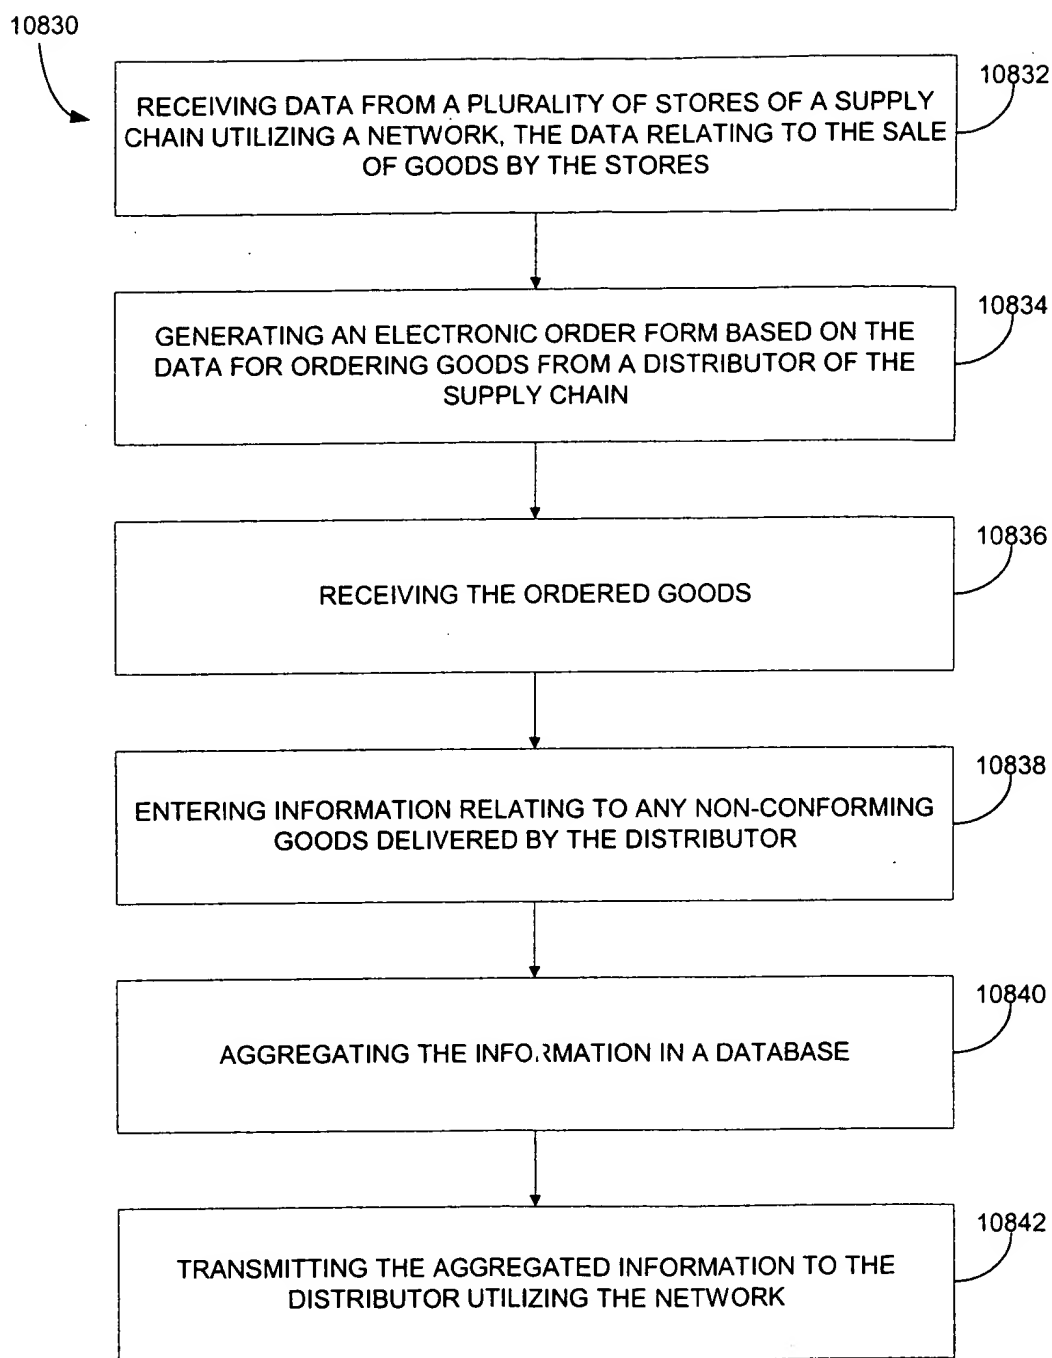 10830
10832
RECEIVING DATA FROM A PLURALITY OF STORES OF A SUPPLY
CHAIN UTILIZING A NETWORK, THE DATA RELATING TO THE SALE
OF GOODS BY THE STORES
10834
GENERATING AN ELECTRONIC ORDER FORM BASED ON THE
DATA FOR ORDERING GOODS FROM A DISTRIBUTOR OF THE
SUPPLY CHAIN
10836
RECEIVING THE ORDERED GOODS
10838
ENTERING INFORMATION RELATING TO ANY NON-CONFORMING
GOODS DELIVERED BY THE DISTRIBUTOR
10840
AGGREGATING THE INFORMATION IN A DATABASE
10842
TRANSMITTING THE AGGREGATED INFORMATION TO THE
DISTRIBUTOR UTILIZING THE NETWORK